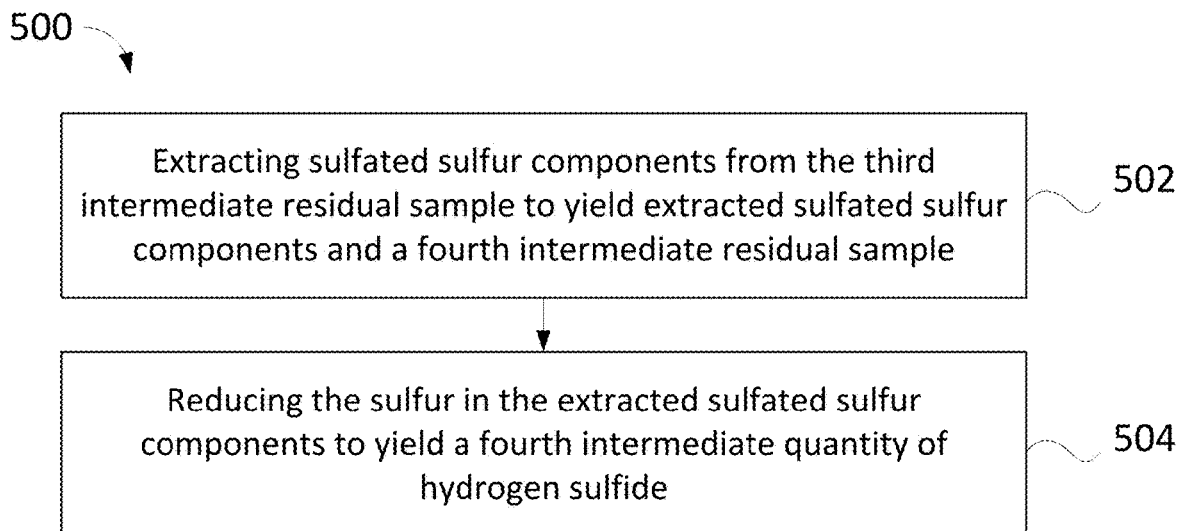 500
Extracting sulfated sulfur components from the third
intermediate residual sample to yield extracted sulfated sulfur
components and a fourth intermediate residual sample
502
Reducing the sulfur in the extracted sulfated sulfur
components to yield a fourth intermediate quantity of
hydrogen sulfide
504